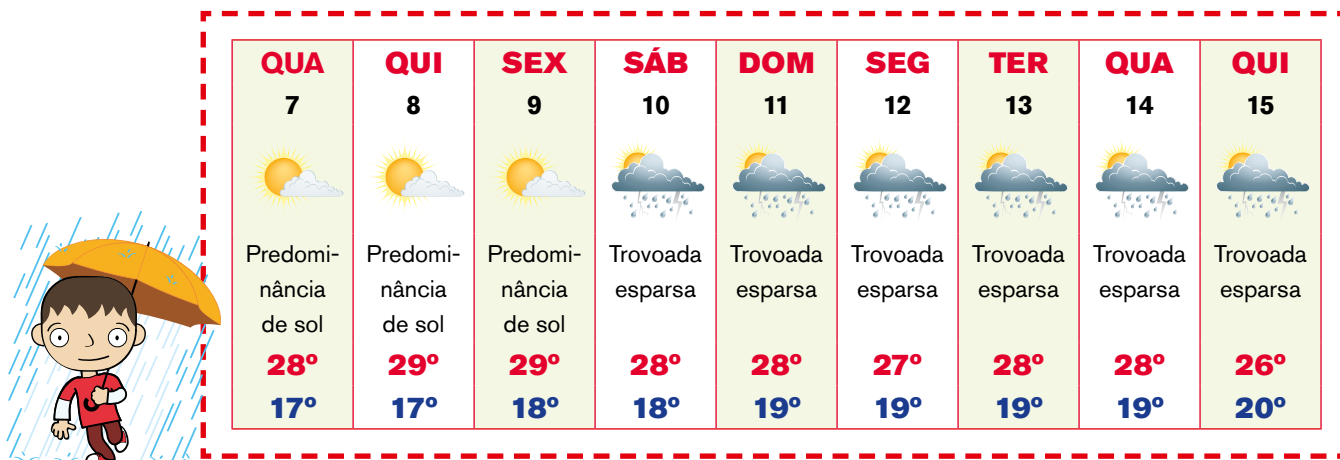 QUA QUI SEX SÁB DOM SEG TER QUA QUI
7 8 9 10 11 12 13 14 15
Predomi- Predomi- Predomi- Trovoada Trovoada Trovoada Trovoada Trovoada Trovoada
nância nância nância esparsa esparsa esparsa esparsa esparsa esparsa
de sol de sol de sol
28º 29º 29º 28º 28º 27º 28º 28º 26º
17º 17º 18º 18º 19º 19º 19º 19º 20º